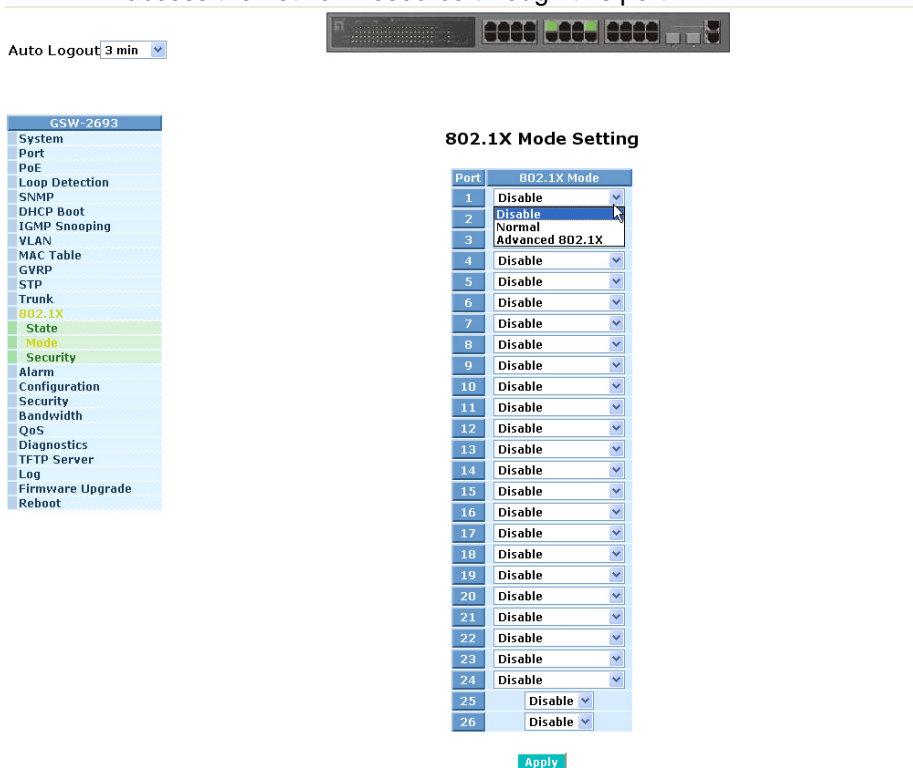 Auto Logout 3 min
GSW-2693
System
Port
PoE
Loop Detection
SNMP
DHCP Boot
IGMP Snooping
VLAN
MAC Table
GVRP
STP
Trunk
802.1X
State
Mode
Security
Alarm
Configuration
Security
Bandwidth
QoS
Diagnostics
TFTP Server
Log
Firmware Upgrade
Reboot
802.1X Mode Setting
Port 802.1X Mode
1 Disable
Disable
2 Normal
3 Advanced 802.1X
4 Disable
5 Disable
6 Disable
7 Disable
8 Disable
9 Disable
10 Disable
11 Disable
12 Disable
13 Disable
14 Disable
15 Disable
16 Disable
17 Disable
18 Disable
19 Disable
20 Disable
21 Disable
22 Disable
23 Disable
24 Disable
25 Disable
26 Disable
Apply